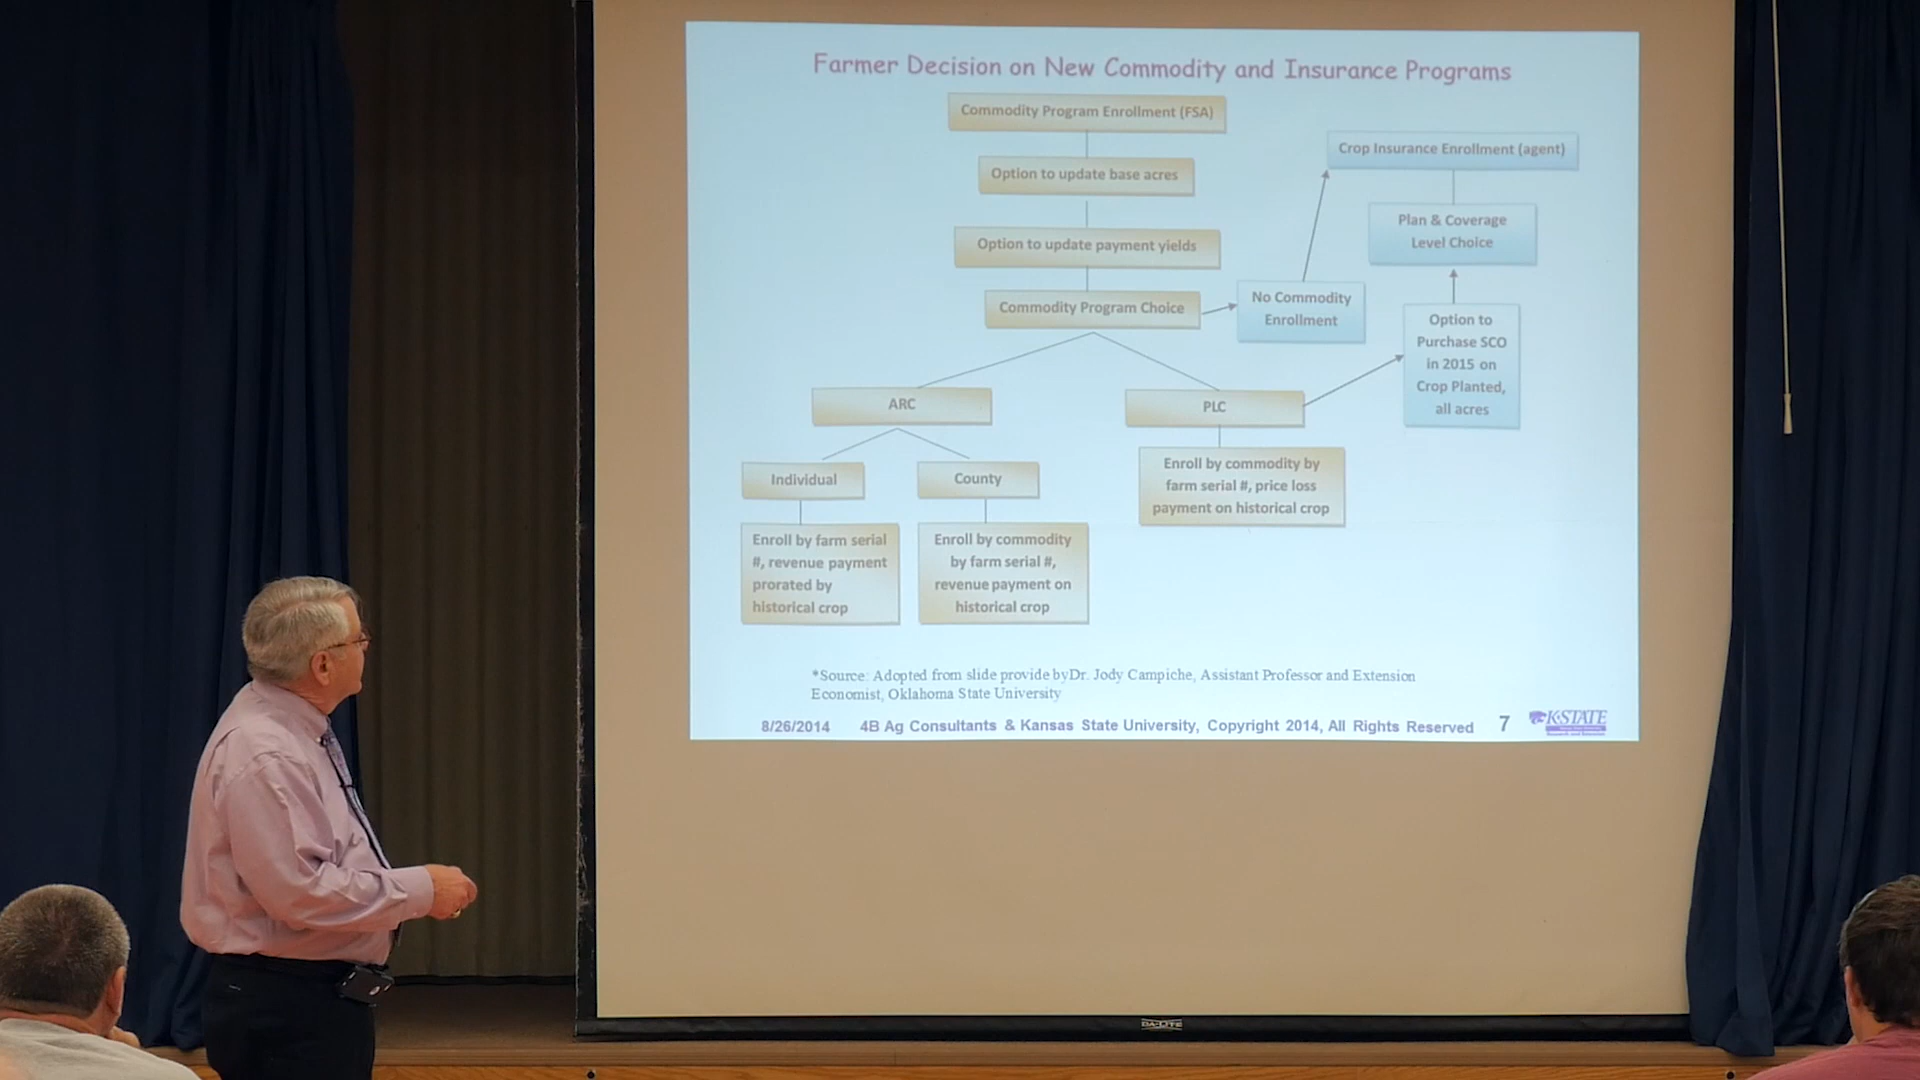 Farmer Decision on New Commodity and Insurance Programs
Commodity Program Enrollment (FSA)
Crop Insurance Enrollment (agent)
Option to update base acres
Plan & Coverage
Level Choice
Option to update payment yields
No Commodity
Enrollment
Commodity Program Choice
Option to
Purchase SCO
in 2015 on
Crop Planted,
all acres
ARC
PLC
Individual
County
Enroll by commodity by
farm serial #, price loss
payment on historical crop
Enroll by farm serial
#, revenue payment
prorated by
historical crop
Enroll by commodity
by farm serial #,
revenue payment on
historical crop
*Source: Adopted from slide provide byDr. Jody Campiche, Assistant Professor and Extension
Economist, Oklahoma State University
8/26/2014 4B Ag Consultants & Kansas State University, Copyright 2014, All Rights Reserved 7 K-STATE
DA-LITE